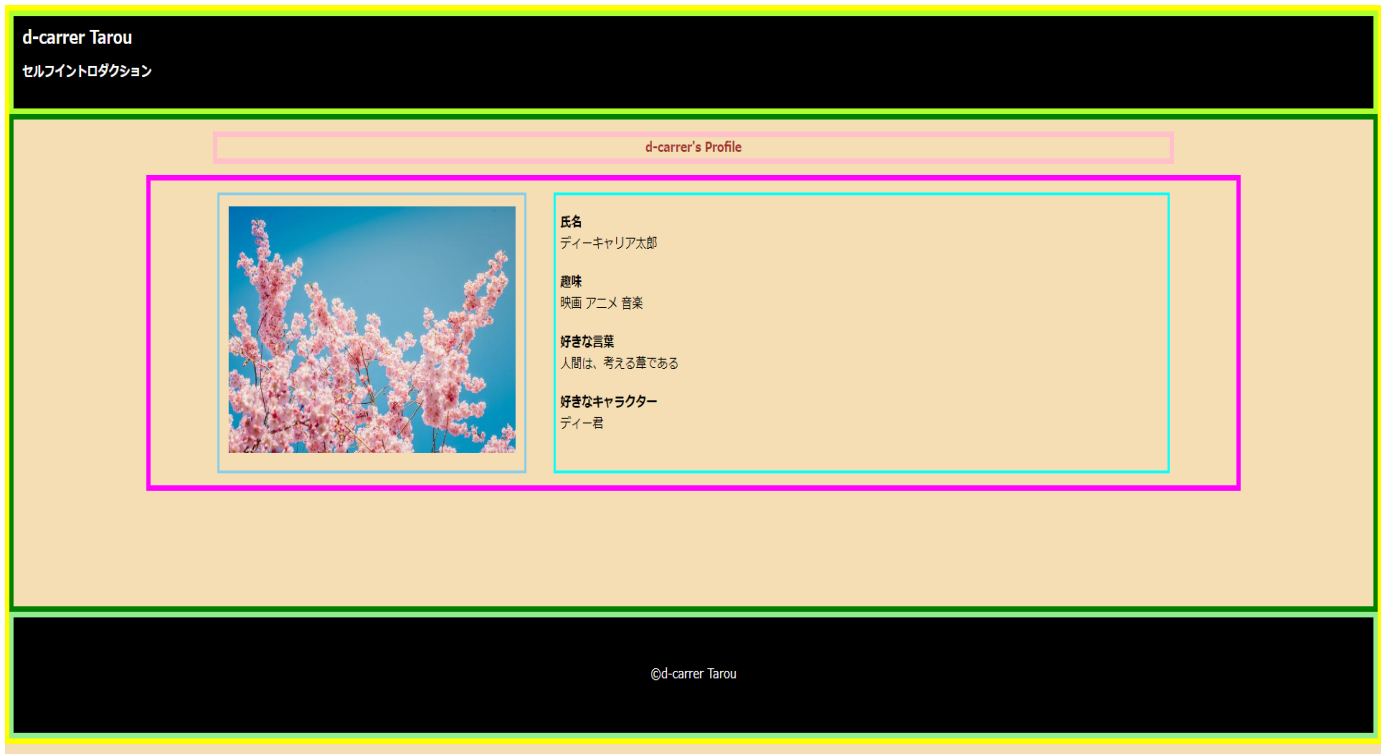 d-carrer Tarou
セルフイントロダクション
d-carrer's Profile
氏名
ディーキャリア太郎
趣味
映画 アニメ 音楽
好きな言葉
人間は、考える葦である
好きなキャラクター
ディー君
©d-carrer Tarou